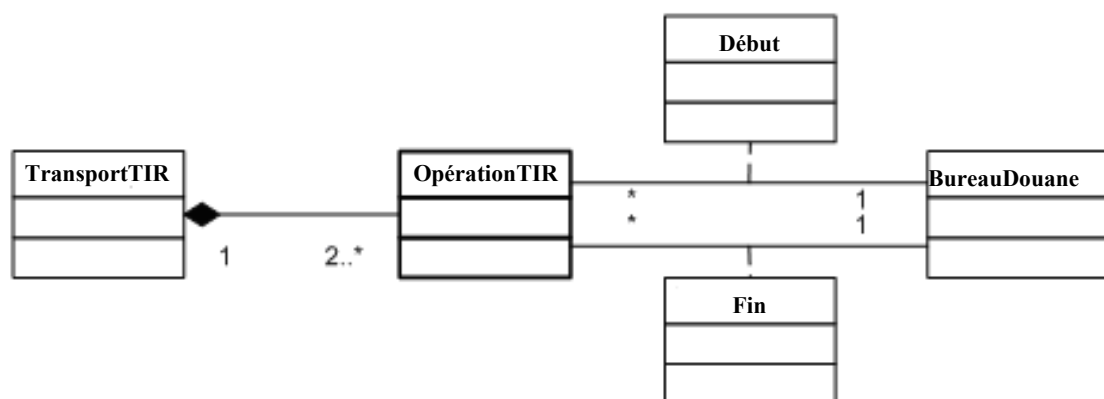 Début
TransportTIR
OpérationTIR
BureauDouane
* 1
* 1
1 2..*
Fin